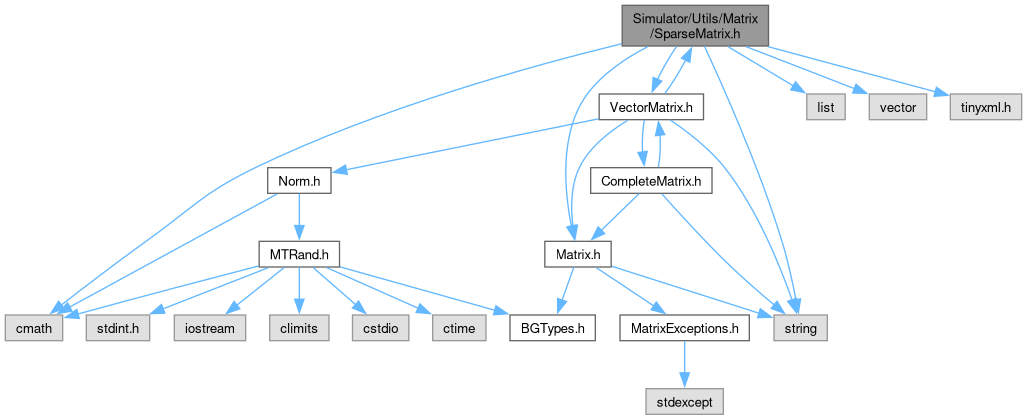 Simulator/Utils/Matrix
/SparseMatrix.h
VectorMatrix.h
list
vector
tinyxml.h
Norm.h
CompleteMatrix.h
MTRand.h
Matrix.h
cmath
stdint.h
iostream
climits
cstdio
ctime
BGTypes.h
MatrixExceptions.h
string
stdexcept